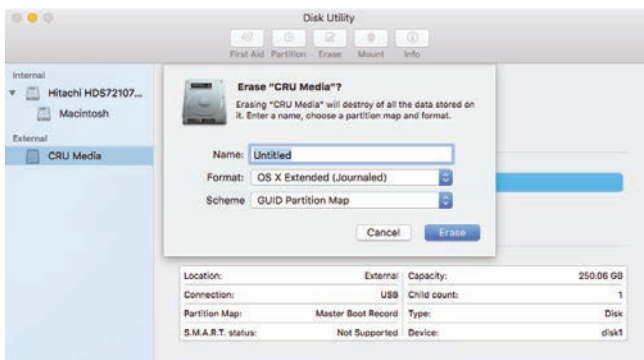 Disk Utility
First Aid Partition Erase Mount Info
Internal
Hitachi HDS72107...
Macintosh
External
CRU Media
Erase "CRU Media"?
Erasing "CRU Media" will destroy of all the data stored on
it. Enter a name, choose a partition map and format.
Name: Untitled
Format: OS X Extended (Journaled)
Scheme GUID Partition Map
Cancel Erase
Location: External Capacity: 250.06 GB
Connection: USB Child count: 1
Partition Map: Master Boot Record Type: Disk
S.M.A.R.T. status: Not Supported Device: disk1